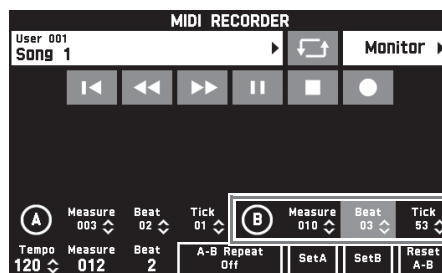 MIDI RECORDER
User 001
Song 1
Monitor
A Measure Beat Tick B Measure Beat Tick
003 02 01 010 03 53
Tempo Measure Beat A-B Repeat SetA SetB Reset
120 012 2 Off A-B